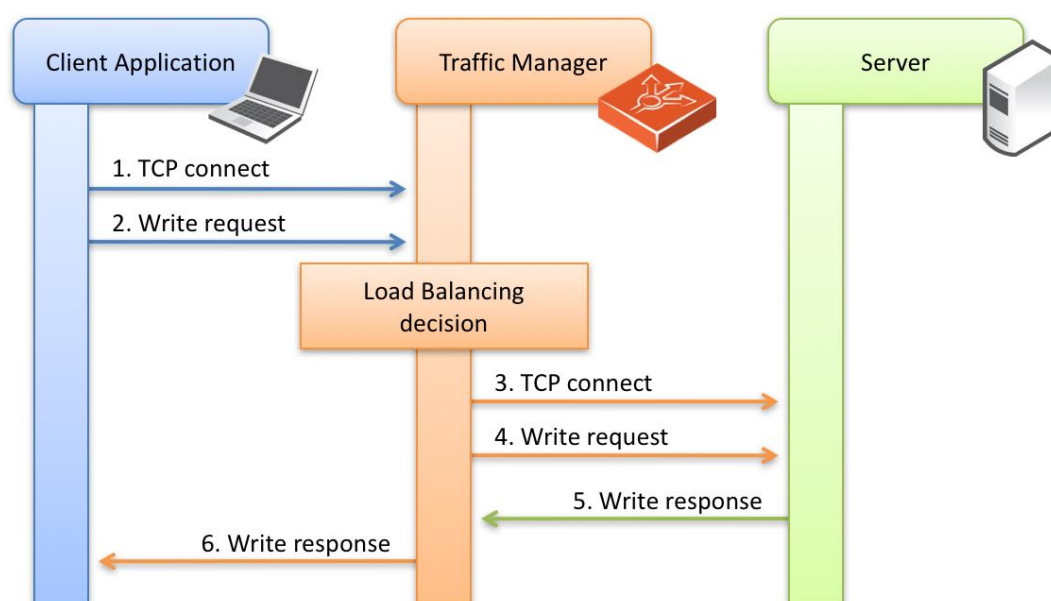 Client Application
Traffic Manager
Server
1. TCP connect
2. Write request
Load Balancing
decision
3. TCP connect
4. Write request
5. Write response
6. Write response